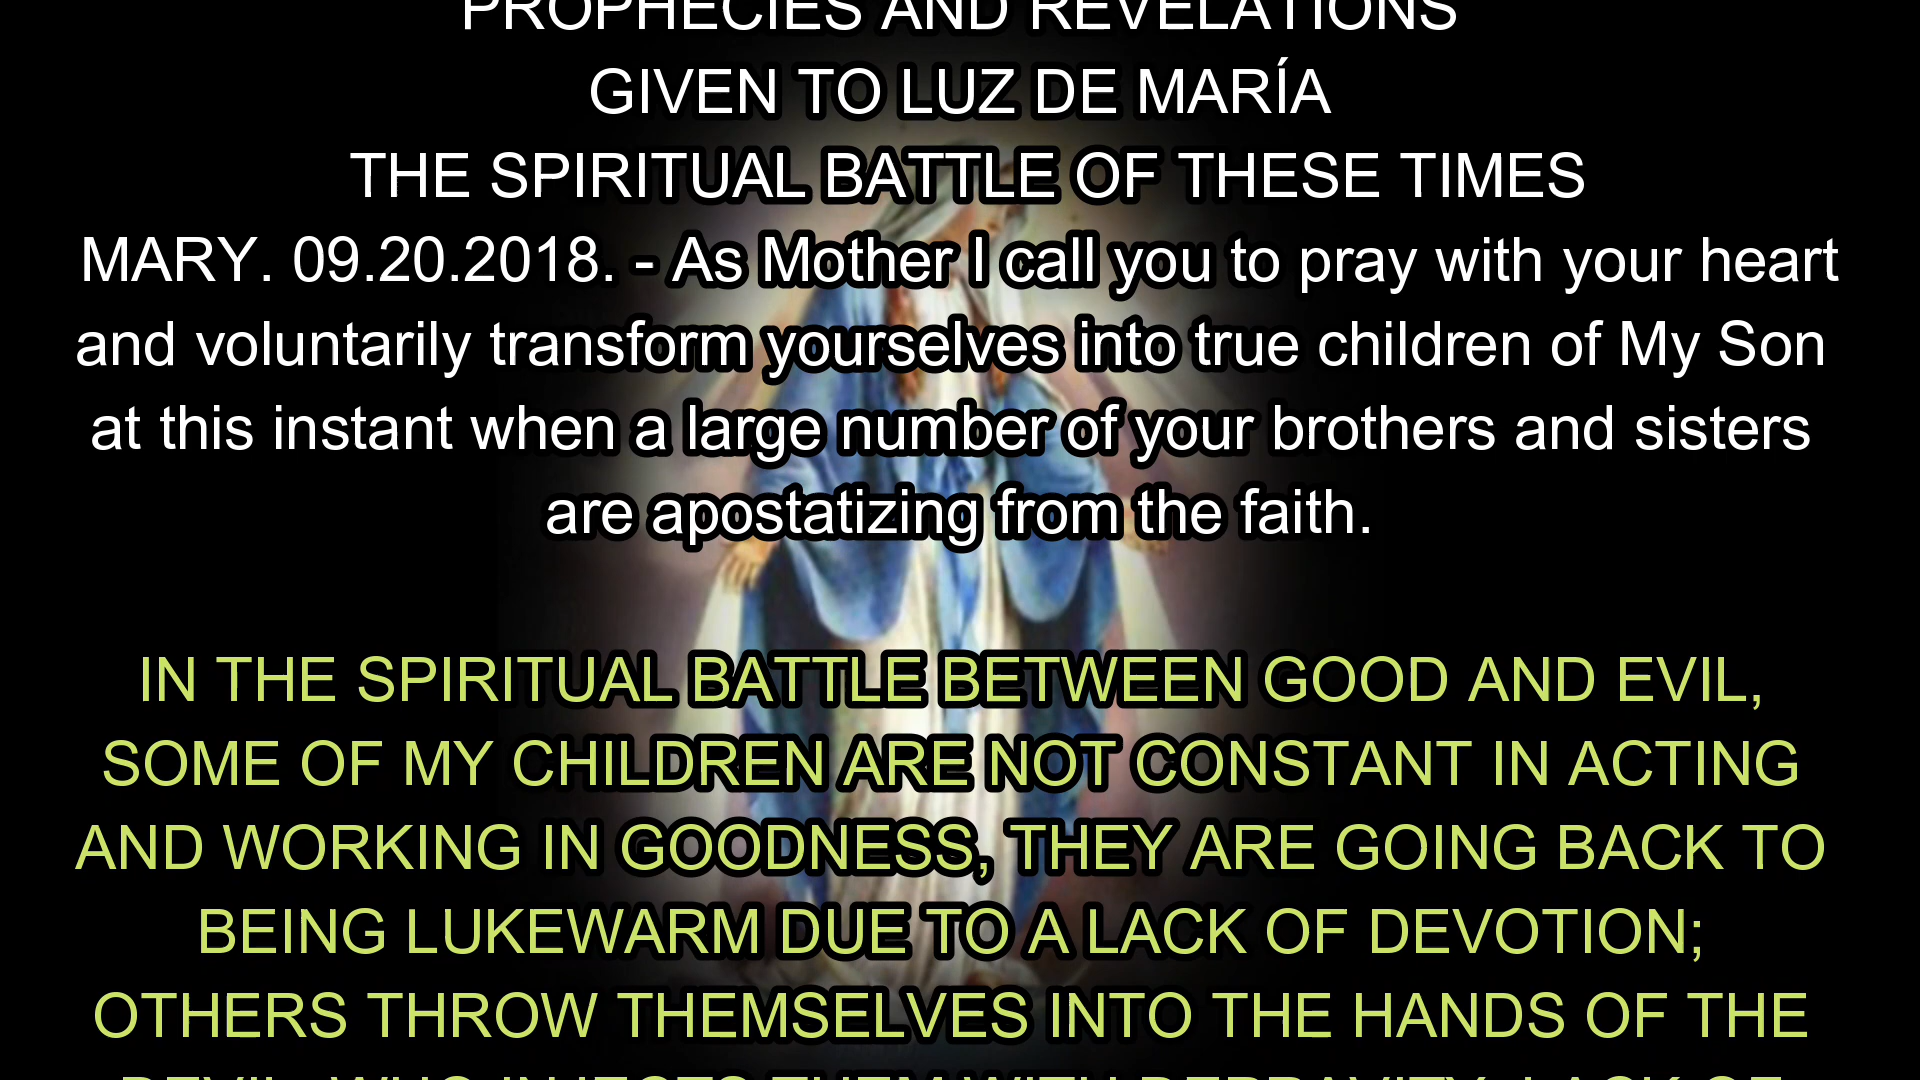 PROPHECIES AND REVELATIONS
GIVEN TO LUZ DE MARÍA
THE SPIRITUAL BATTLE OF THESE TIMES
MARY. 09.20.2018. - As Mother I call you to pray with your heart
and voluntarily transform yourselves into true children of My Son
at this instant when a large number of your brothers and sisters
are apostatizing from the faith.
IN THE SPIRITUAL BATTLE BETWEEN GOOD AND EVIL,
SOME OF MY CHILDREN ARE NOT CONSTANT IN ACTING
AND WORKING IN GOODNESS, THEY ARE GOING BACK TO
BEING LUKEWARM DUE TO A LACK OF DEVOTION;
OTHERS THROW THEMSELVES INTO THE HANDS OF THE